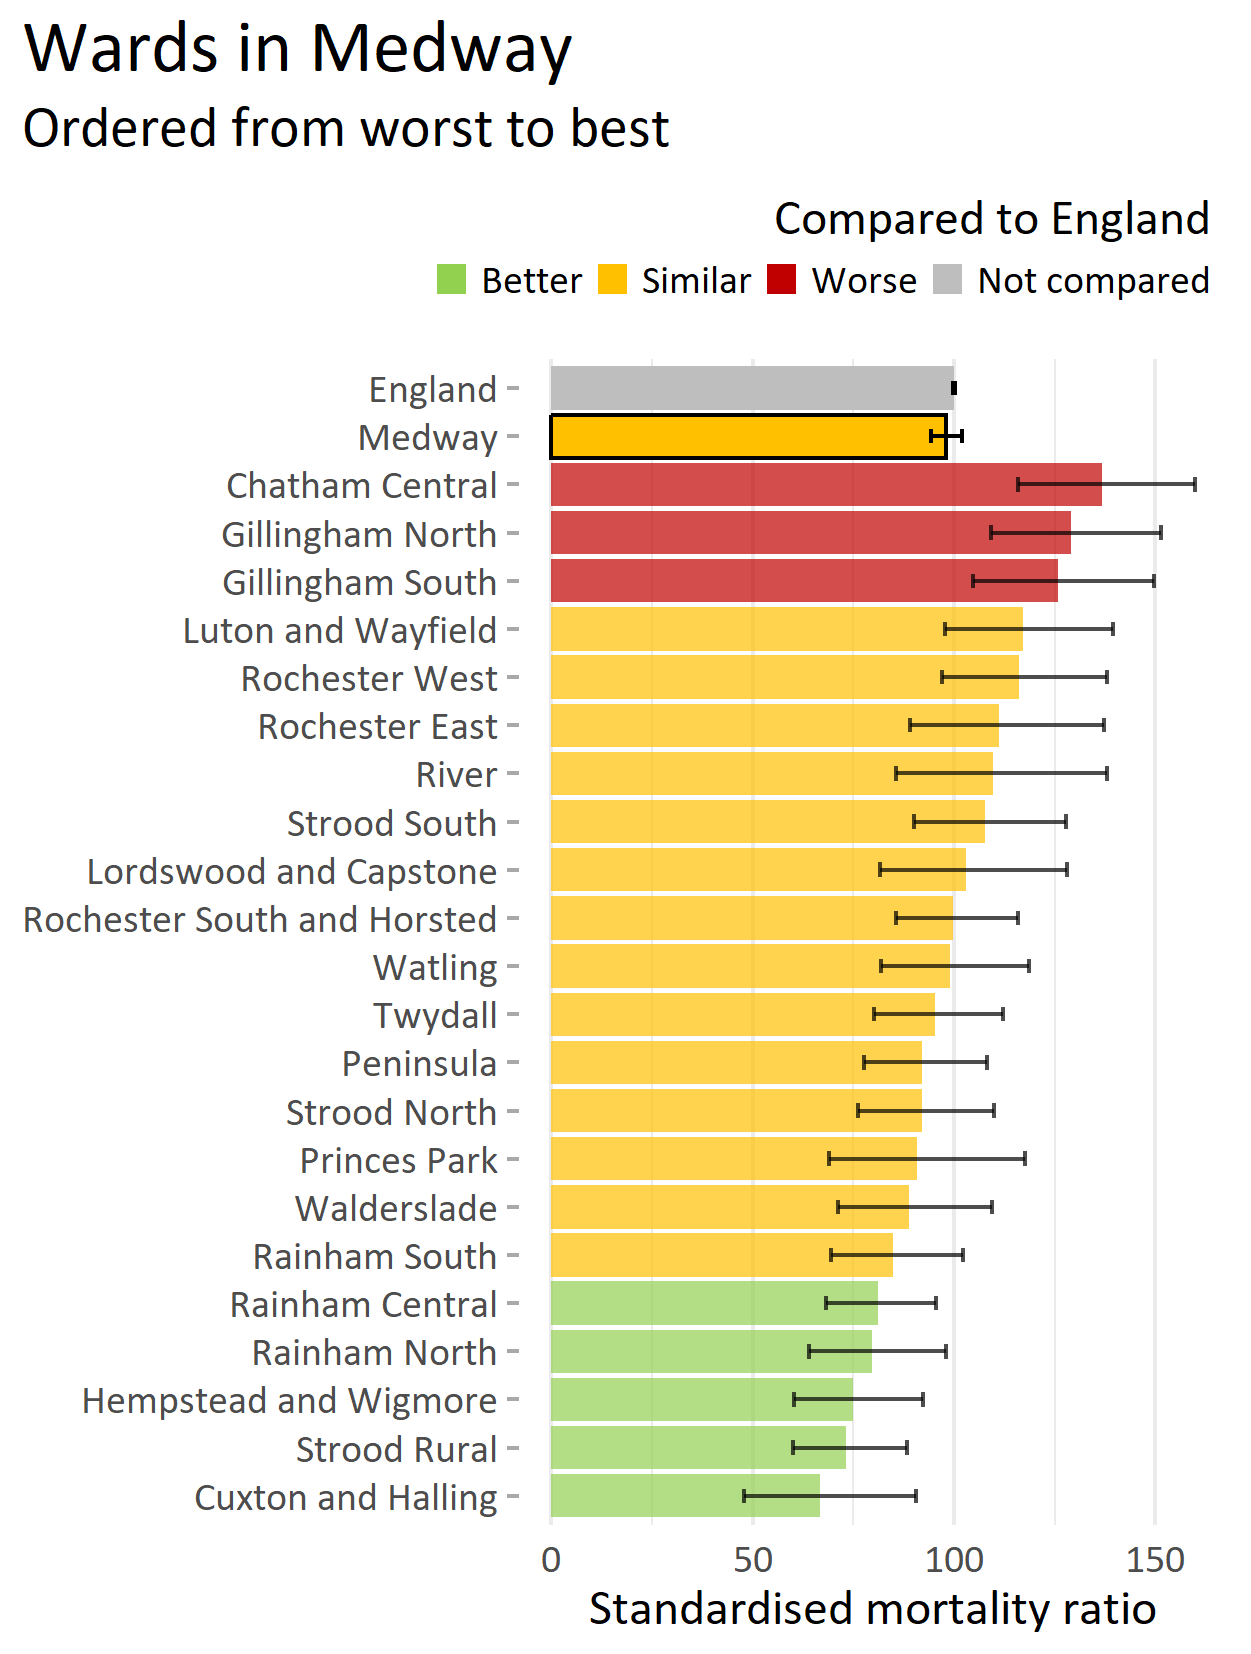 Wards in Medway
Ordered from worst to best
Compared to England
Better Similar Worse Not compared
England
Medway
Chatham Central
Gillingham North
Gillingham South
Luton and Wayfield
Rochester West
Rochester East
River
Strood South
Lordswood and Capstone
Rochester South and Horsted
Watling
Twydall
Peninsula
Strood North
Princes Park
Walderslade
Rainham South
Rainham Central
Rainham North
Hempstead and Wigmore
Strood Rural
Cuxton and Halling
0 50 100 150
Standardised mortality ratio